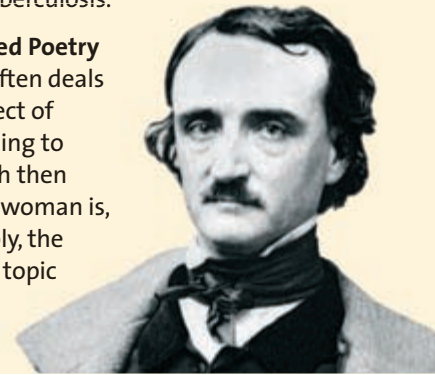 berculosis.
ed Poetry
ften deals
ect of
ing to
h then
woman is,
ly, the
topic